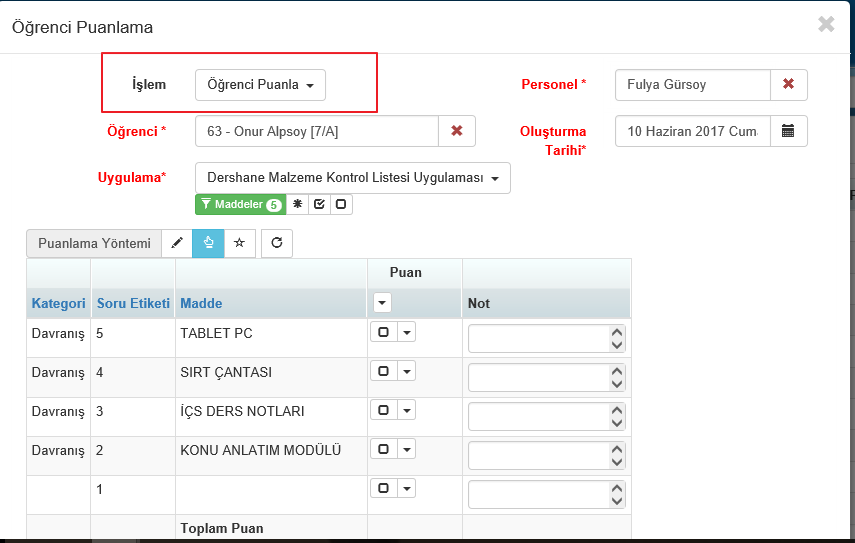 Öğrenci Puanlama
İşlem Öğrenci Puanla Personel * Fulya Gürsoy
Öğrenci * 63 - Onur Alpsoy [7/A] Oluşturma Tarihi* 10 Haziran 2017 Cum
Uygulama* Dershane Malzeme Kontrol Listesi Uygulaması
Maddeler 5
Puanlama Yöntemi
Puan
Kategori Soru Etiketi Madde Not
Davranış 5 TABLET PC
Davranış 4 SIRT ÇANTASI
Davranış 3 İÇS DERS NOTLARI
Davranış 2 KONU ANLATIM MODÜLÜ
1
Toplam Puan